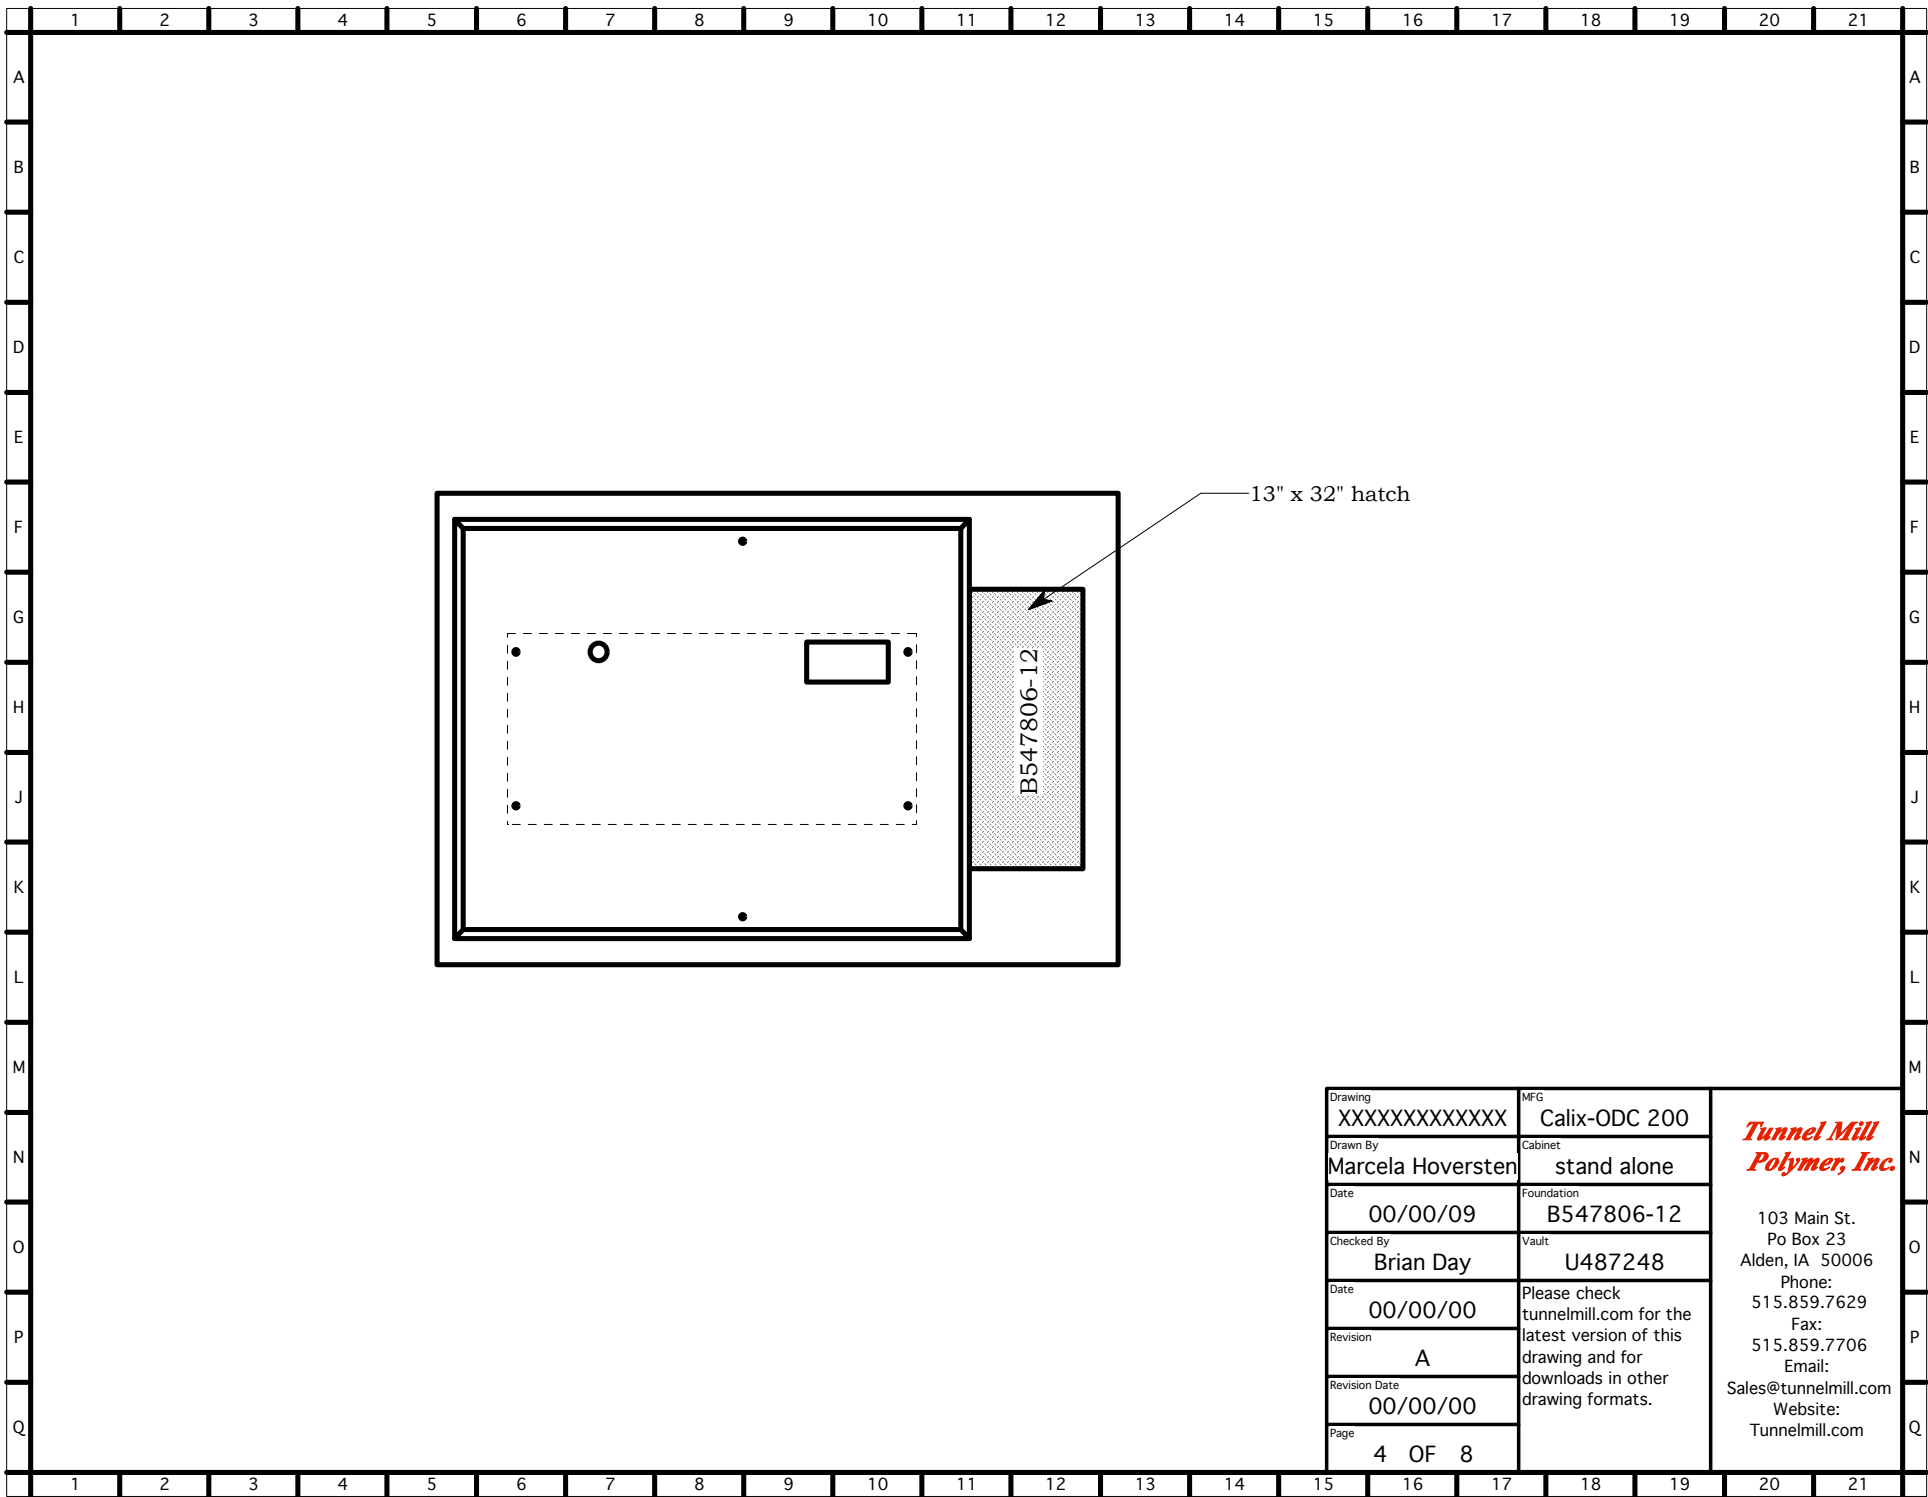 1 2 3 4 5 6 7 8 9 10 11 12 13 14 15 16 17 18 19 20 21
A A
B B
C C
D D
E E
F F
G G
H H
J J
K K
L L
M M
N N
O O
P P
Q Q
13" x 32" hatch
B547806-12
Drawing
XXXXXXXXXXXXX
MFG
Calix-ODC 200
Drawn By
Marcela Hoversten
Cabinet
stand alone
Date
00/00/09
Foundation
B547806-12
Checked By
Brian Day
Vault
U487248
Date
00/00/00
Revision
A
Revision Date
00/00/00
Page
4 OF 8
Please check
tunnelmill.com for the
latest version of this
drawing and for
downloads in other
drawing formats.
Tunnel Mill
Polymer, Inc.
103 Main St.
Po Box 23
Alden, IA 50006
Phone:
515.859.7629
Fax:
515.859.7706
Email:
Sales@tunnelmill.com
Website:
Tunnelmill.com
1 2 3 4 5 6 7 8 9 10 11 12 13 14 15 16 17 18 19 20 21